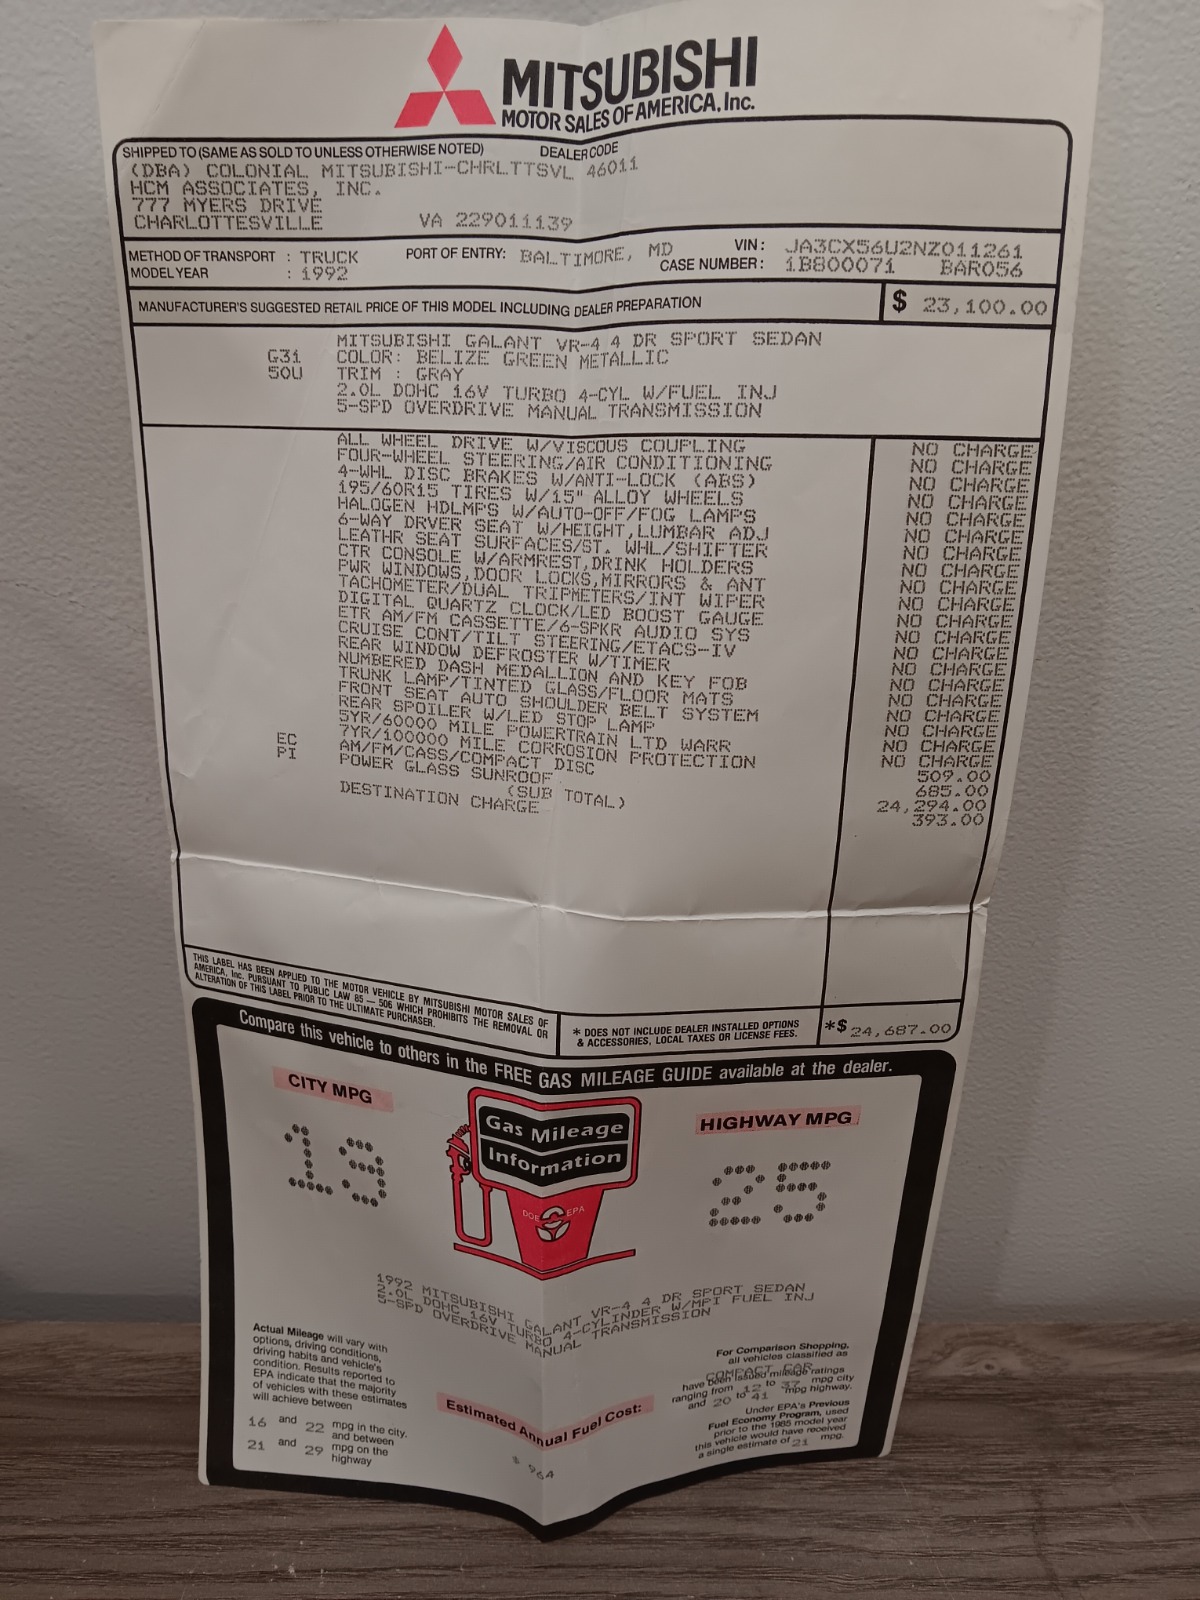 MITSUBISHI
MOTOR SALES OF AMERICA, Inc.
SHIPPED TO (SAME AS SOLD TO UNLESS OTHERWISE NOTED) DEALER CODE
(DBA) COLONIAL MITSUBISHI-CHRLTTSVL 46011
HCM ASSOCIATES, INC.
777 MYERS DRIVE
CHARLOTTESVILLE VA 229011139
METHOD OF TRANSPORT : TRUCK PORT OF ENTRY: BALTIMORE, MD VIN: JA3CX56U2NZ011261
MODEL YEAR : 1992 CASE NUMBER: 1B800071 BAR056
MANUFACTURER'S SUGGESTED RETAIL PRICE OF THIS MODEL INCLUDING DEALER PREPARATION $ 23,100.00
MITSUBISHI GALANT VR-4 4 DR SPORT SEDAN
G31 COLOR: BELIZE GREEN METALLIC
50U TRIM : GRAY
2.0L DOHC 16V TURBO 4-CYL W/FUEL INJ
5-SPD OVERDRIVE MANUAL TRANSMISSION
ALL WHEEL DRIVE W/VISCOUS COUPLING NO CHARGE
FOUR-WHEEL STEERING/AIR CONDITIONING NO CHARGE
4-WHL DISC BRAKES W/ANTI-LOCK (ABS) NO CHARGE
195/60R15 TIRES W/15" ALLOY WHEELS NO CHARGE
HALOGEN HDLMPS W/AUTO-OFF/FOG LAMPS NO CHARGE
6-WAY DRVER SEAT W/HEIGHT,LUMBAR ADJ NO CHARGE
LEATHR SEAT SURFACES/ST. WHL/SHIFTER NO CHARGE
CTR CONSOLE W/ARMREST,DRINK HOLDERS NO CHARGE
PWR WINDOWS,DOOR LOCKS,MIRRORS & ANT NO CHARGE
TACHOMETER/DUAL TRIPMETERS/INT WIPER NO CHARGE
DIGITAL QUARTZ CLOCK/LED BOOST GAUGE NO CHARGE
ETR AM/FM CASSETTE/6-SPKR AUDIO SYS NO CHARGE
CRUISE CONT/TILT STEERING/ETACS-IV NO CHARGE
REAR WINDOW DEFROSTER W/TIMER NO CHARGE
NUMBERED DASH MEDALLION AND KEY FOB NO CHARGE
TRUNK LAMP/TINTED GLASS/FLOOR MATS NO CHARGE
FRONT SEAT AUTO SHOULDER BELT SYSTEM NO CHARGE
REAR SPOILER W/LED STOP LAMP NO CHARGE
5YR/60000 MILE POWERTRAIN LTD WARR NO CHARGE
7YR/100000 MILE CORROSION PROTECTION NO CHARGE
EC AM/FM/CASS/COMPACT DISC 509.00
PI POWER GLASS SUNROOF 685.00
(SUB TOTAL) 24,294.00
DESTINATION CHARGE 393.00
THIS LABEL HAS BEEN APPLIED TO THE MOTOR VEHICLE BY MITSUBISHI MOTOR SALES OF
AMERICA, Inc. PURSUANT TO PUBLIC LAW 85 — 506 WHICH PROHIBITS THE REMOVAL OR
ALTERATION OF THIS LABEL PRIOR TO THE ULTIMATE PURCHASER.
* DOES NOT INCLUDE DEALER INSTALLED OPTIONS
& ACCESSORIES, LOCAL TAXES OR LICENSE FEES.
*$ 24,687.00
Compare this vehicle to others in the FREE GAS MILEAGE GUIDE available at the dealer.
CITY MPG
19
Gas Mileage
Information
DOE EPA
HIGHWAY MPG
25
1992 MITSUBISHI GALANT VR-4 4 DR SPORT SEDAN
2.0L DOHC 16V TURBO 4-CYLINDER W/MPI FUEL INJ
5-SPD OVERDRIVE MANUAL TRANSMISSION
Actual Mileage will vary with
options, driving conditions,
driving habits and vehicle's
condition. Results reported to
EPA indicate that the majority
of vehicles with these estimates
will achieve between
16 and 22 mpg in the city.
and between
21 and 29 mpg on the
highway
Estimated Annual Fuel Cost:
$ 964
For Comparison Shopping,
all vehicles classified as
COMPACT CAR
have been issued mileage ratings
ranging from 12 to 37 mpg city
and 20 to 41 mpg highway.
Under EPA's Previous
Fuel Economy Program, used
prior to the 1985 model year
this vehicle would have received
a single estimate of 21 mpg.